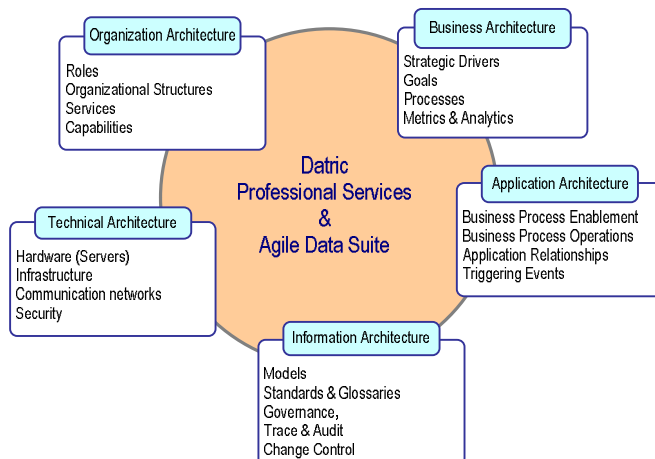 Organization Architecture
Roles
Organizational Structures
Services
Capabilities
Business Architecture
Strategic Drivers
Goals
Processes
Metrics & Analytics
Datric
Professional Services
&
Agile Data Suite
Application Architecture
Business Process Enablement
Business Process Operations
Application Relationships
Triggering Events
Technical Architecture
Hardware (Servers)
Infrastructure
Communication networks
Security
Information Architecture
Models
Standards & Glossaries
Governance,
Trace & Audit
Change Control